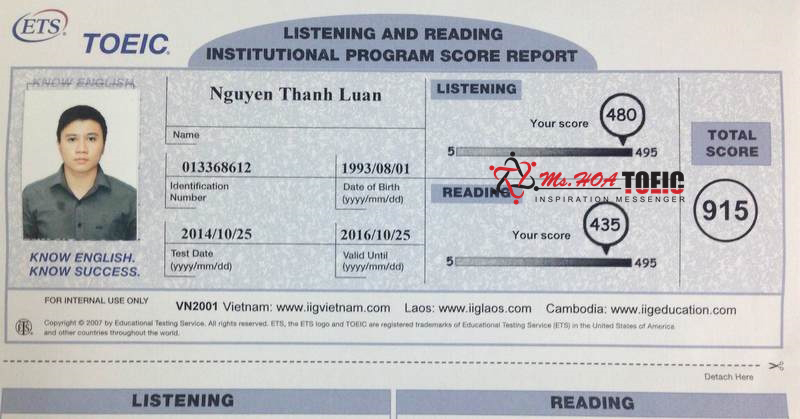 ETS
TOEIC
LISTENING AND READING
INSTITUTIONAL PROGRAM SCORE REPORT
KNOW ENGLISH.
Nguyen Thanh Luan
Name
013368612
1993/08/01
Identification Number
Date of Birth (yyyy/mm/dd)
2014/10/25
2016/10/25
Test Date (yyyy/mm/dd)
Valid Until (yyyy/mm/dd)
KNOW ENGLISH.
KNOW SUCCESS.
LISTENING
Your score
480
5
495
Ms. HOA TOEIC
INSPIRATION MESSENGER
READING
Your score
435
5
495
TOTAL SCORE
915
FOR INTERNAL USE ONLY
VN2001 Vietnam: www.iigvietnam.com Laos: www.iiglaos.com Cambodia: www.iigeducation.com
Copyright © 2007 by Educational Testing Service. All rights reserved. ETS, the ETS logo and TOEIC are registered trademarks of Educational Testing Service (ETS) in the United States of America
and other countries throughout the world.
Detach Here
LISTENING
READING